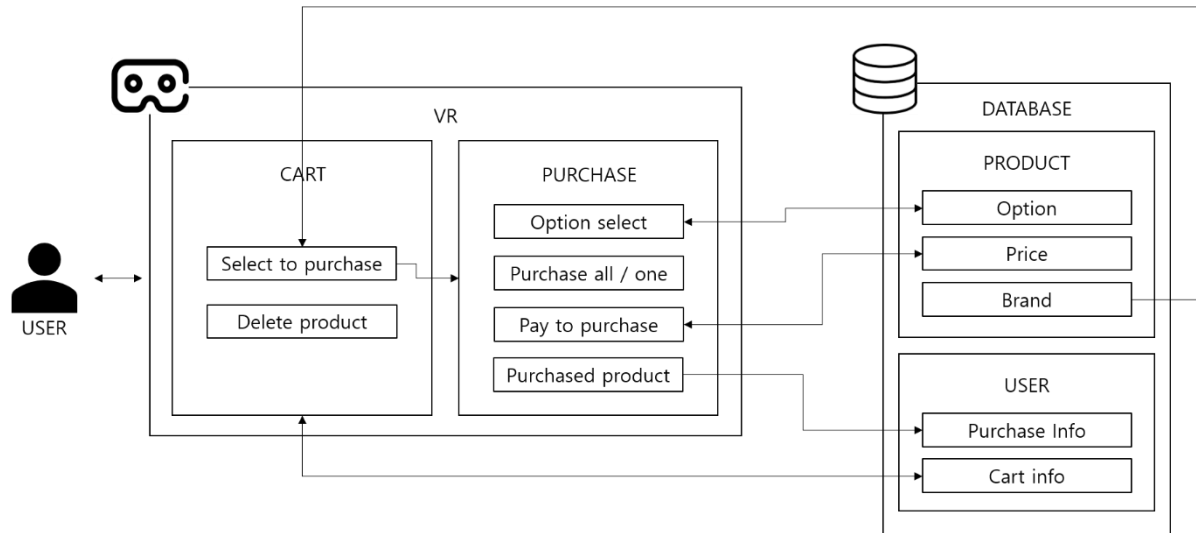 VR
CART
Select to purchase
Delete product
PURCHASE
Option select
Purchase all / one
Pay to purchase
Purchased product
USER
DATABASE
PRODUCT
Option
Price
Brand
USER
Purchase Info
Cart info